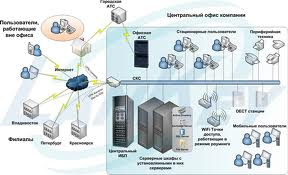 Городская
АТС
Центральный офис компании
Пользователи,
работающие
вне офиса
Офисная
АТС
Стационарные пользователи
Периферийная
техника
Интернет
СКС
Владивосток
Филиалы
Петербург
Красноярск
Центральный
ИБП
Серверные шкафы с
установленными в них
серверами
WiFi Точки
доступа,
работающие в
режиме роуминга
DECT станции
Мобильные пользователи